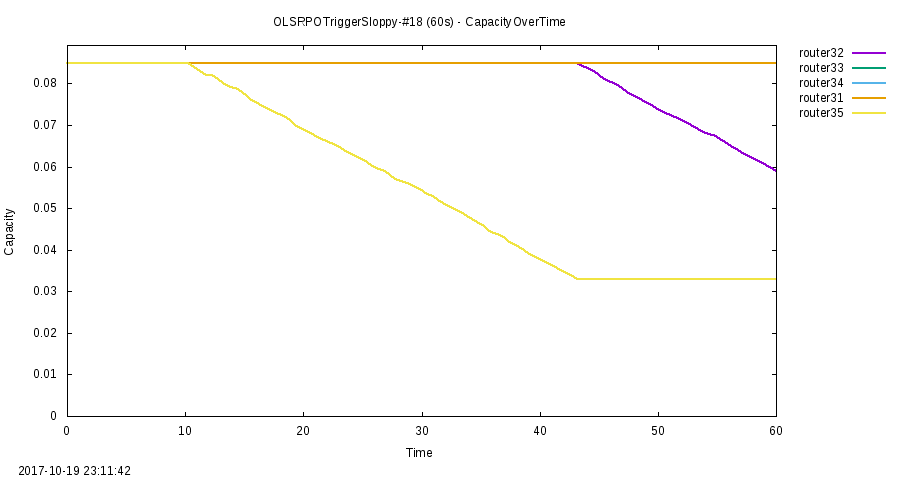 OLSRPOTriggerSloppy-#18 (60s) - CapacityOverTime
router32
router33
router34
router31
router35
0.08
0.07
0.06
0.05
0.04
0.03
0.02
0.01
0
Capacity
0 10 20 30 40 50 60
Time
2017-10-19 23:11:42